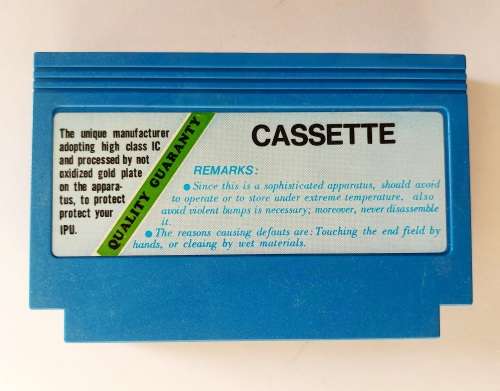 The unique manufacturer
adopting high class IC
and processed by not
oxidized gold plate
on the appara-
tus, to protect
protect your
IPU.
QUALITY GUARANTY
CASSETTE
REMARKS:
● Since this is a sophisticated apparatus, should avoid
to operate or to store under extreme temperature, also
avoid violent bumps is necessary; moreover, never disassemble
it.
● The reasons causing defauts are: Touching the end field by
hands, or cleaing by wet materials.